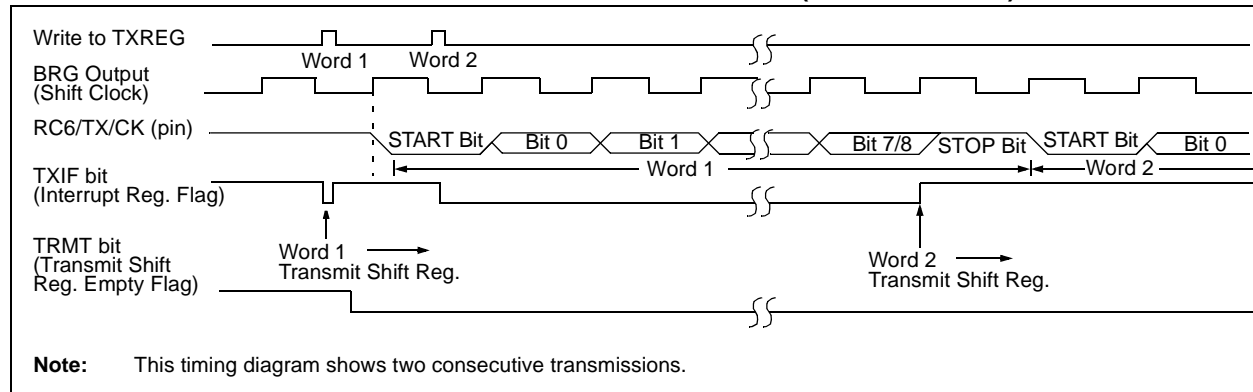 Write to TXREG
Word 1
Word 2
BRG Output
(Shift Clock)
RC6/TX/CK (pin)
START Bit
Bit 0
Bit 1
Bit 7/8
STOP Bit
START Bit
Bit 0
Word 1
Word 2
TXIF bit
(Interrupt Reg. Flag)
Word 1
Transmit Shift Reg.
Word 2
Transmit Shift Reg.
TRMT bit
(Transmit Shift
Reg. Empty Flag)
Note: This timing diagram shows two consecutive transmissions.